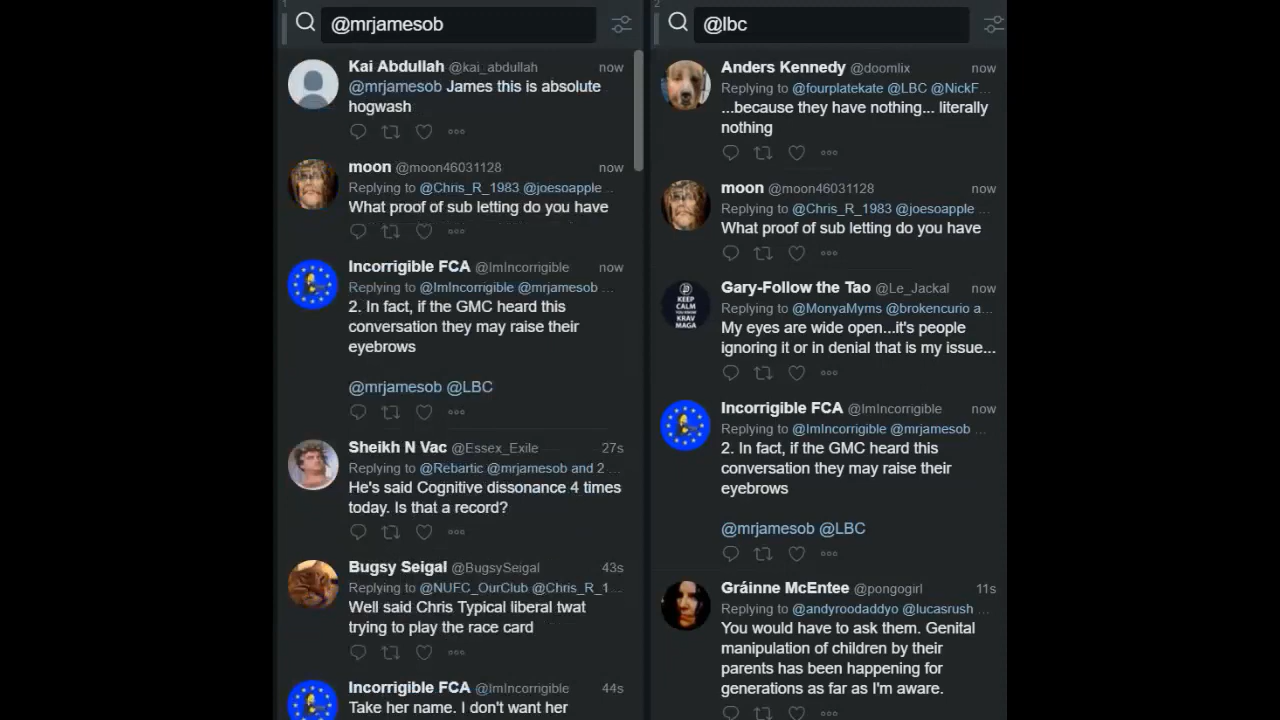 1
@mrjamesob
Kai Abdullah @kai_abdullah now
@mrjamesob James this is absolute
hogwash
moon @moon46031128 now
Replying to @Chris_R_1983 @joesoapple ...
What proof of sub letting do you have
Incorrigible FCA @ImIncorrigible now
Replying to @ImIncorrigible @mrjamesob ...
2. In fact, if the GMC heard this
conversation they may raise their
eyebrows
@mrjamesob @LBC
Sheikh N Vac @Essex_Exile 27s
Replying to @Rebartic @mrjamesob and 2 ...
He's said Cognitive dissonance 4 times
today. Is that a record?
Bugsy Seigal @BugsySeigal 43s
Replying to @NUFC_OurClub @Chris_R_1...
Well said Chris Typical liberal twat
trying to play the race card
Incorrigible FCA @ImIncorrigible 44s
Take her name. I don't want her
2
@lbc
Anders Kennedy @doomlix now
Replying to @fourplatekate @LBC @NickF...
...because they have nothing... literally
nothing
moon @moon46031128 now
Replying to @Chris_R_1983 @joesoapple ...
What proof of sub letting do you have
Gary-Follow the Tao @Le_Jackal now
Replying to @MonyaMyms @brokencurio a...
My eyes are wide open...it's people
ignoring it or in denial that is my issue...
KEEP
CALM
KRAV
MAGA
Incorrigible FCA @ImIncorrigible now
Replying to @ImIncorrigible @mrjamesob ...
2. In fact, if the GMC heard this
conversation they may raise their
eyebrows
@mrjamesob @LBC
Gráinne McEntee @pongogirl 11s
Replying to @andyroodaddyo @lucasrush ...
You would have to ask them. Genital
manipulation of children by their
parents has been happening for
generations as far as I'm aware.